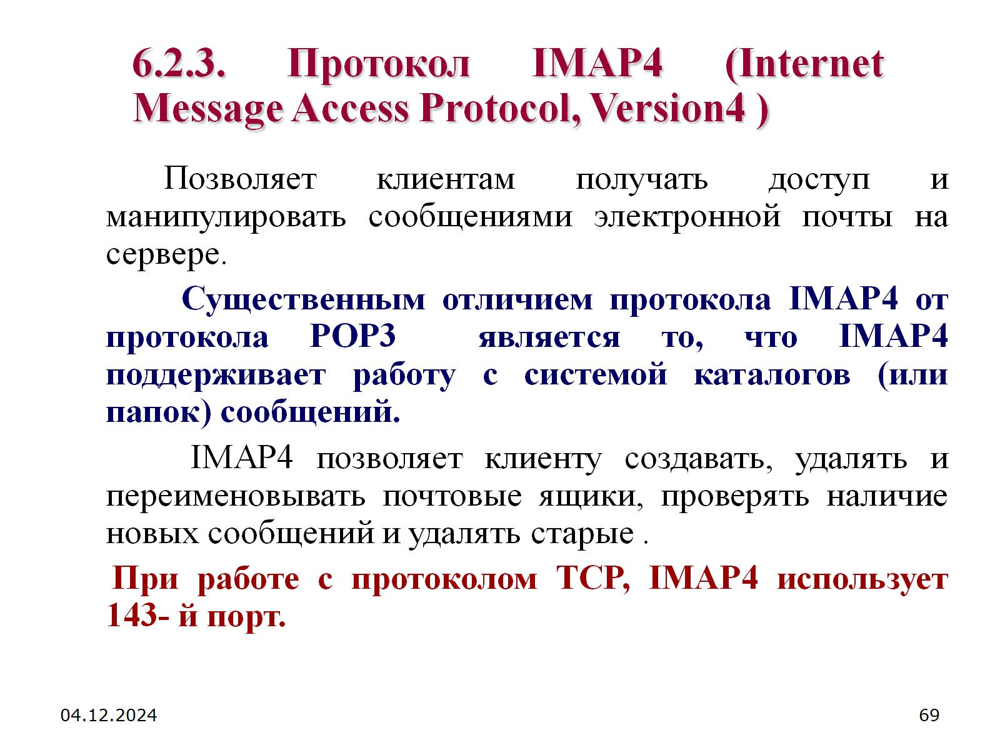 6.2.3. Протокол IMAP4 (Internet
Message Access Protocol, Version4 )
Позволяет клиентам получать доступ и
манипулировать сообщениями электронной почты на
сервере.
Существенным отличием протокола IMAP4 от
протокола POP3 является то, что IMAP4
поддерживает работу с системой каталогов (или
папок) сообщений.
IMAP4 позволяет клиенту создавать, удалять и
переименовывать почтовые ящики, проверять наличие
новых сообщений и удалять старые .
При работе с протоколом TCP, IMAP4 использует
143- й порт.
04.12.2024
69